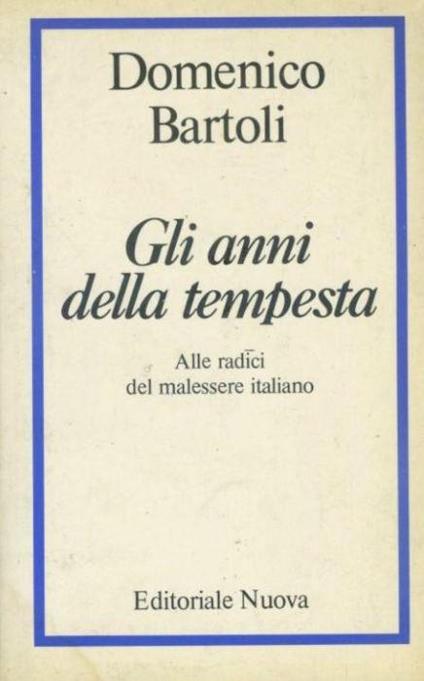 Domenico
Bartoli
Gli anni
della tempesta
Alle radici
del malessere italiano
Editoriale Nuova